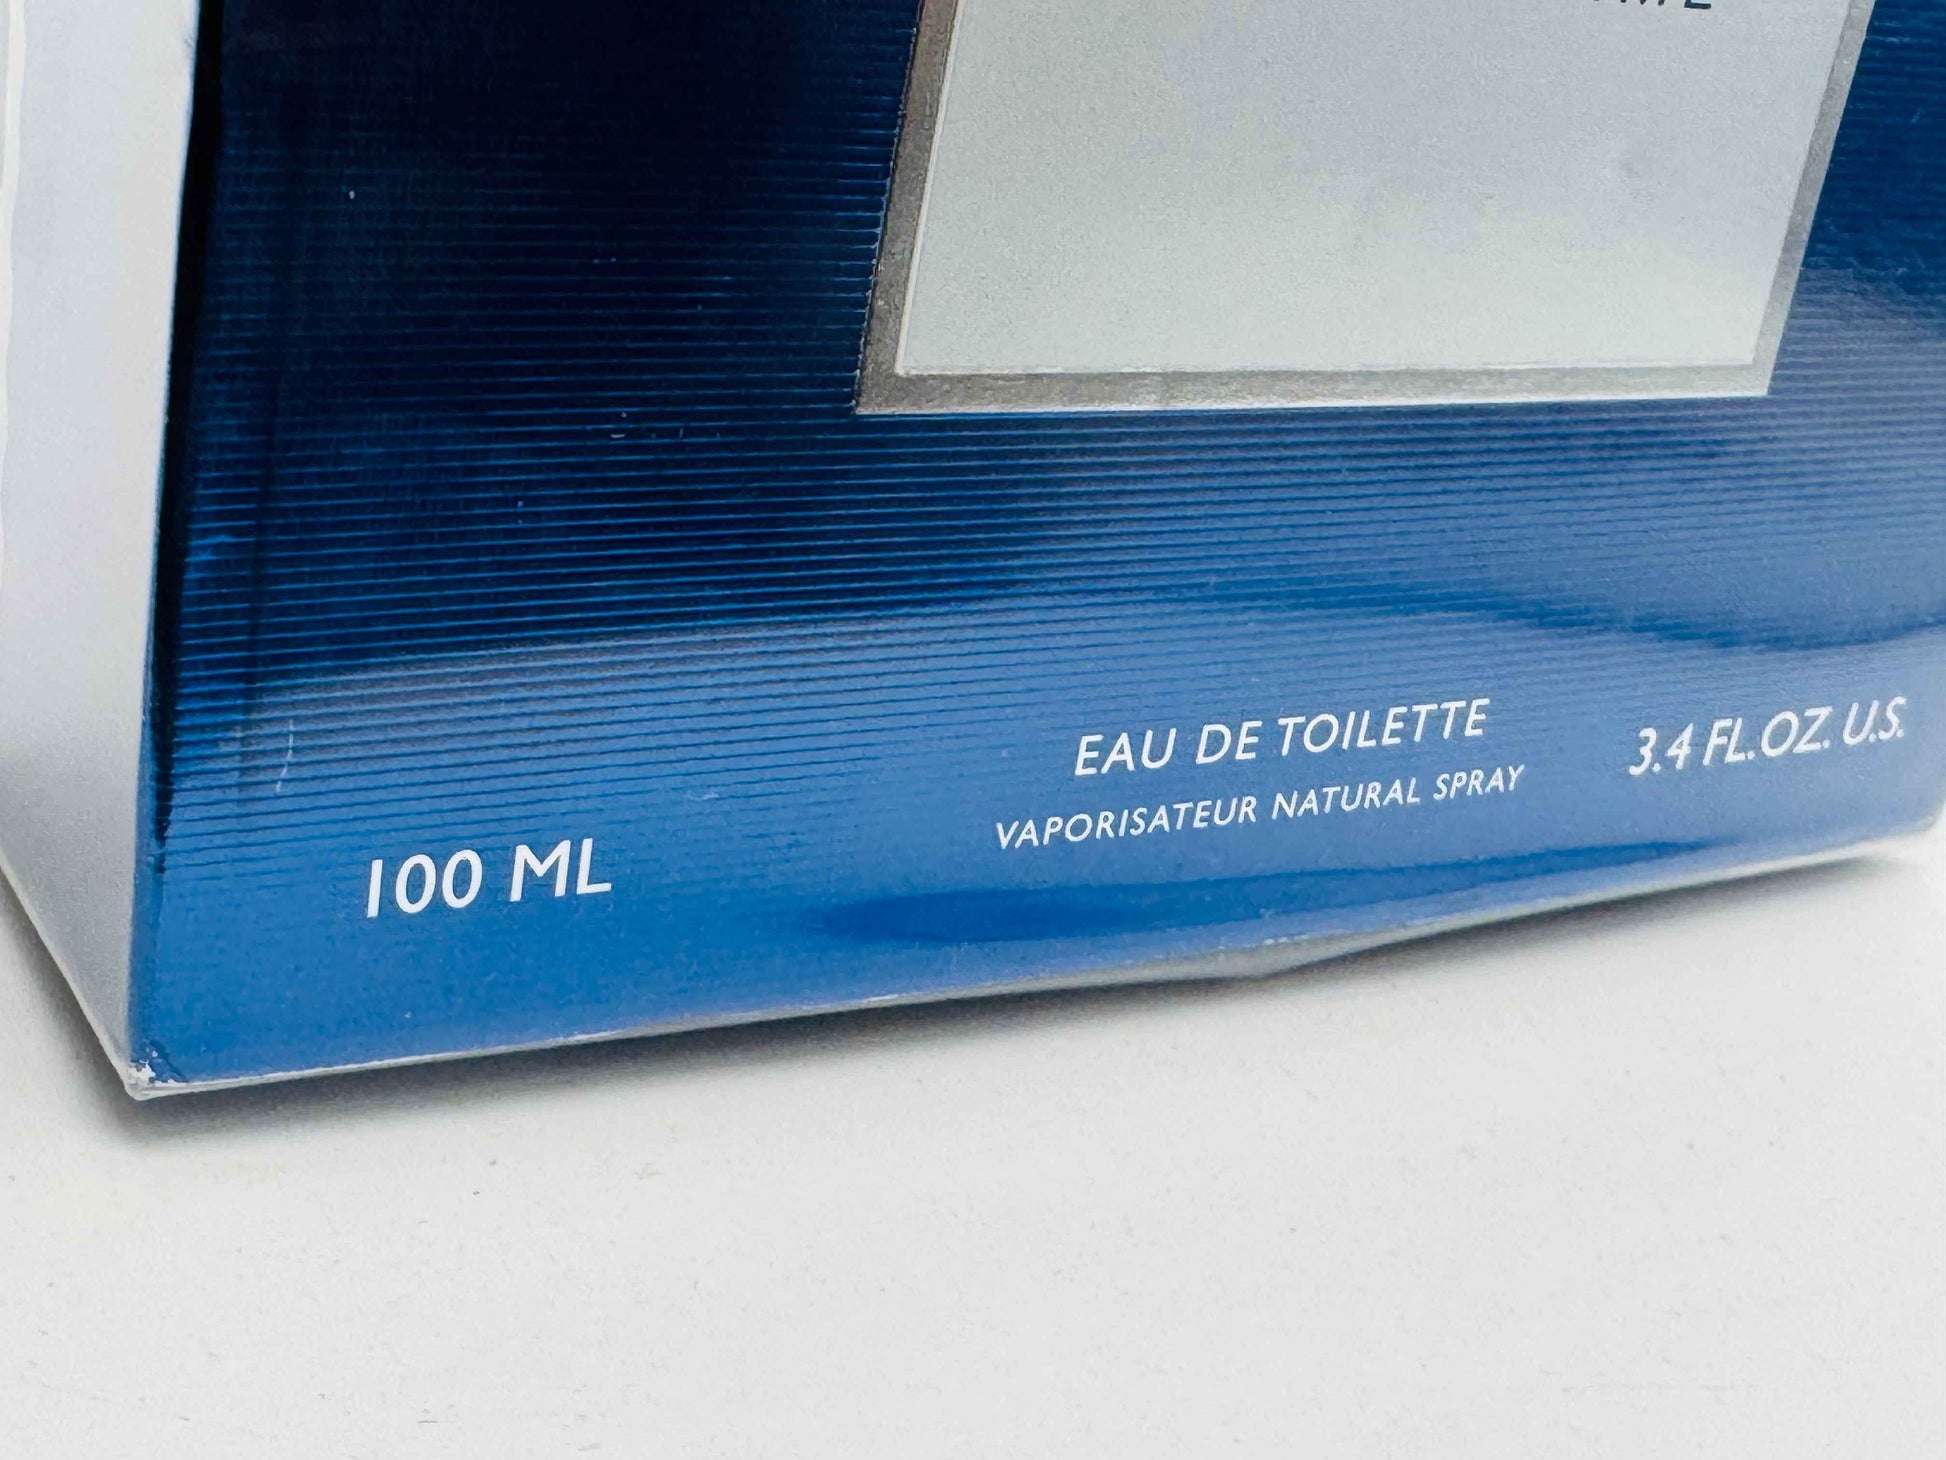 EAU DE TOILETTE
VAPORISATEUR NATURAL SPRAY
100 ML
3.4 FL.OZ. U.S.